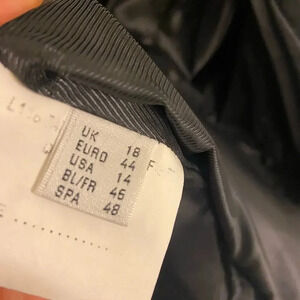 UK 18
EURO 44
USA 14
BL/FR 46
SPA 48